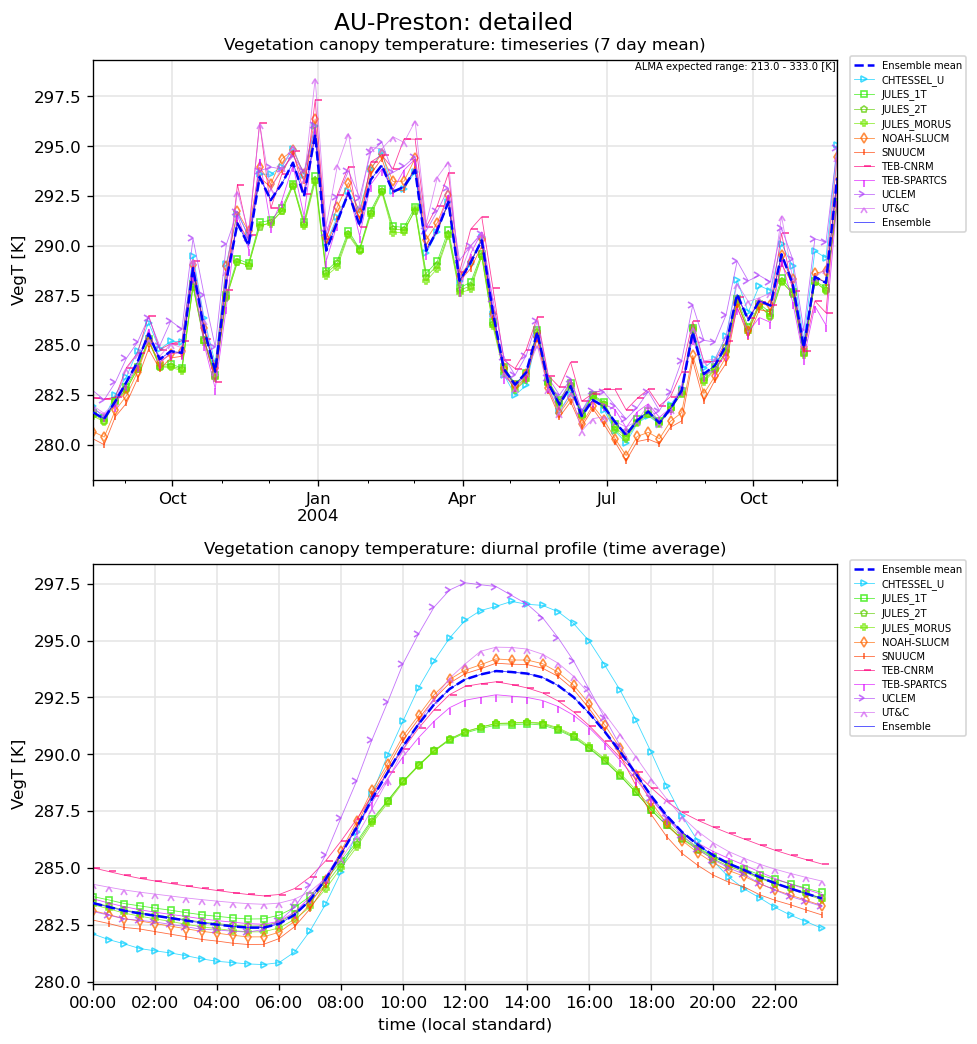 AU-Preston: detailed
Vegetation canopy temperature: timeseries (7 day mean)
ALMA expected range: 213.0 - 333.0 [K]
VegT [K]
297.5
295.0
292.5
290.0
287.5
285.0
282.5
280.0
Oct
Jan
2004
Apr
Jul
Oct
Ensemble mean
CHTESSEL_U
JULES_1T
JULES_2T
JULES_MORUS
NOAH-SLUCM
SNUUCM
TEB-CNRM
TEB-SPARTCS
UCLEM
UT&C
Ensemble
Vegetation canopy temperature: diurnal profile (time average)
VegT [K]
297.5
295.0
292.5
290.0
287.5
285.0
282.5
280.0
00:00 02:00 04:00 06:00 08:00 10:00 12:00 14:00 16:00 18:00 20:00 22:00
time (local standard)
Ensemble mean
CHTESSEL_U
JULES_1T
JULES_2T
JULES_MORUS
NOAH-SLUCM
SNUUCM
TEB-CNRM
TEB-SPARTCS
UCLEM
UT&C
Ensemble